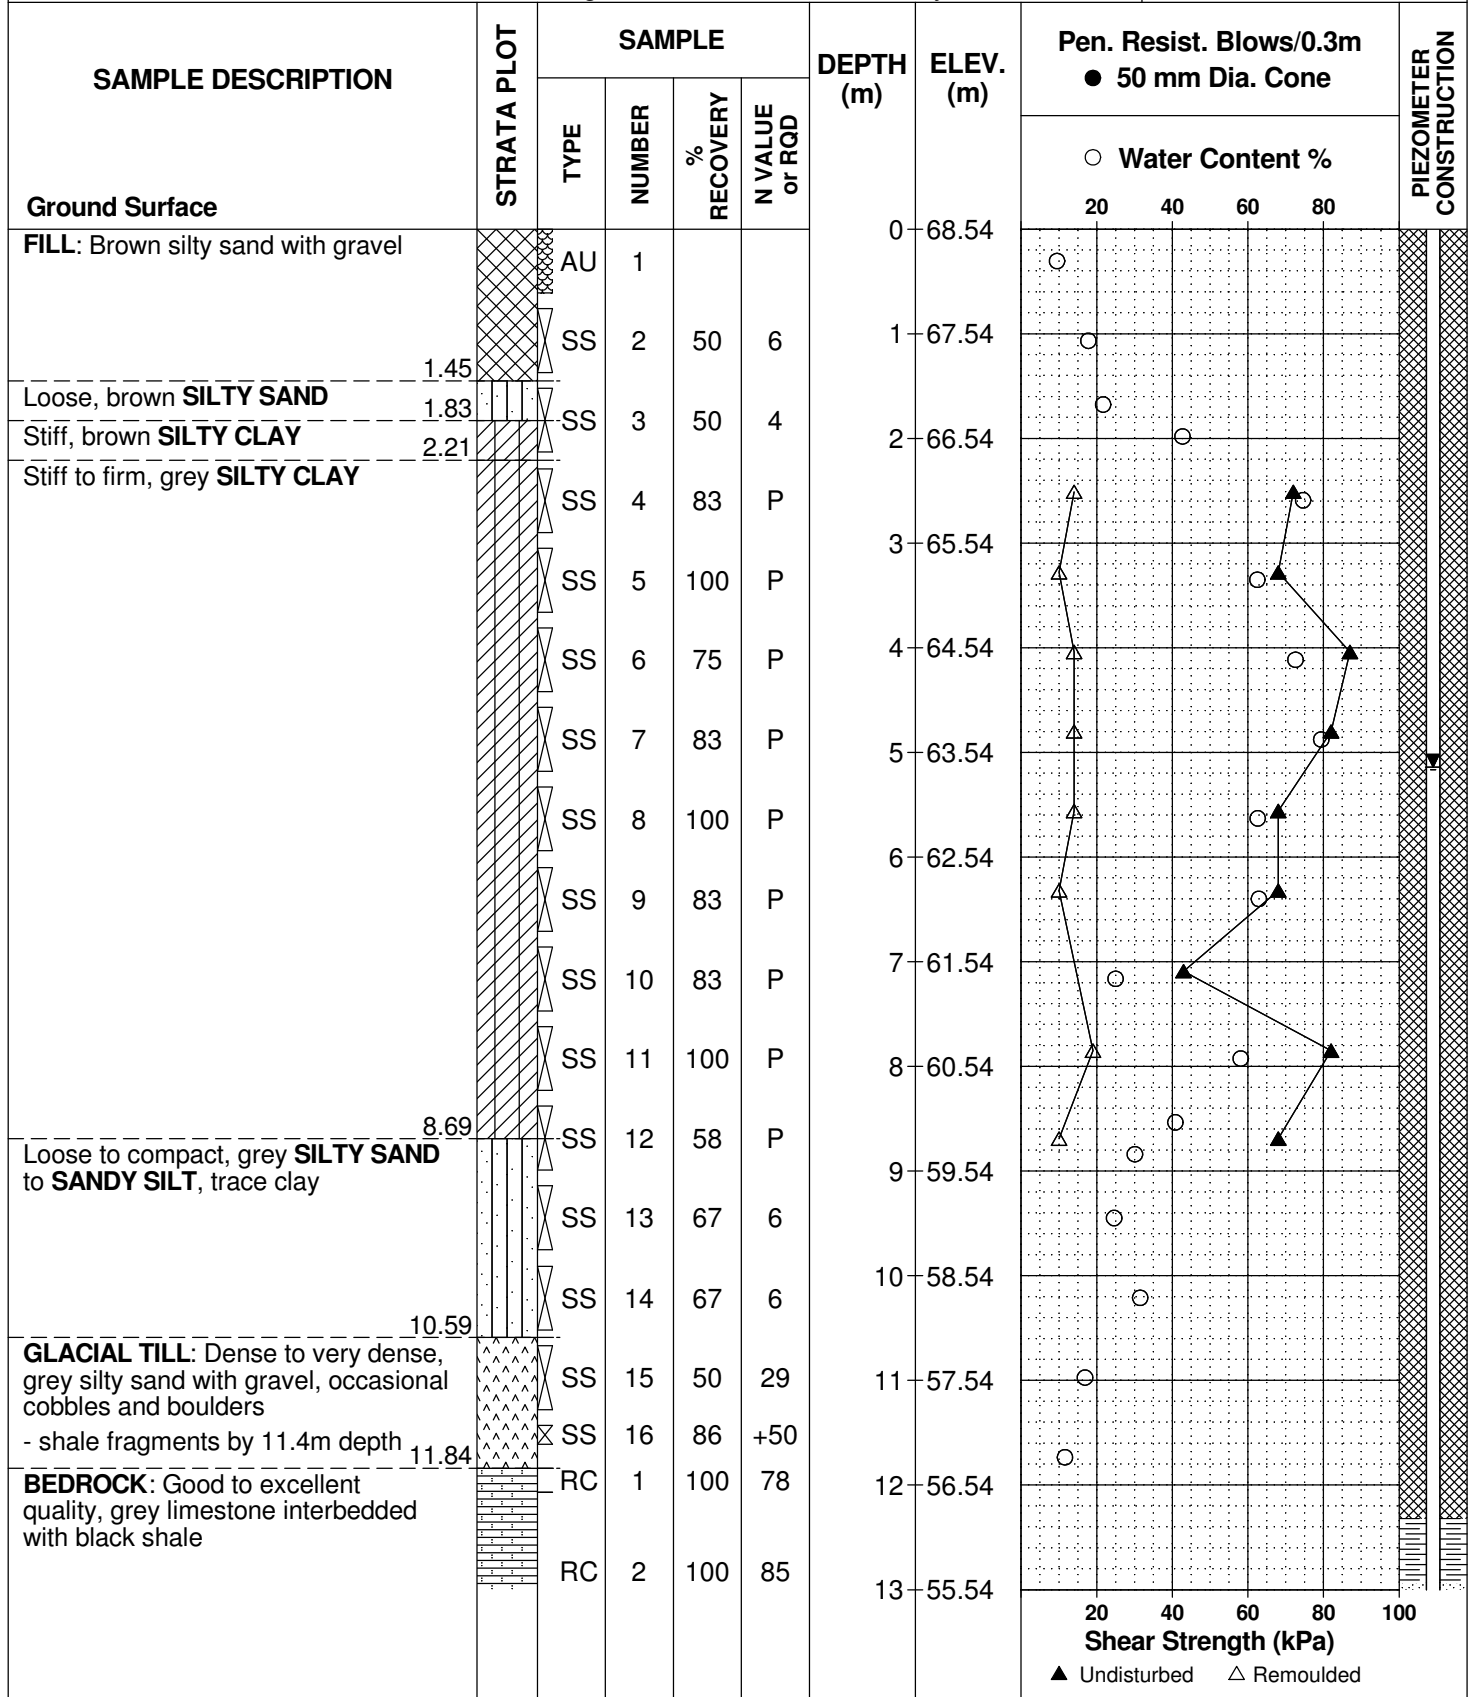 SAMPLE DESCRIPTION
STRATA PLOT
SAMPLE
TYPE
NUMBER
%
RECOVERY
N VALUE
or RQD
DEPTH
(m)
ELEV.
(m)
Pen. Resist. Blows/0.3m
● 50 mm Dia. Cone
○ Water Content %
PIEZOMETER
CONSTRUCTION
Ground Surface
20 40 60 80
0 68.54
FILL: Brown silty sand with gravel
AU 1
1 67.54
SS 2 50 6
1.45
Loose, brown SILTY SAND
1.83
SS 3 50 4
Stiff, brown SILTY CLAY
2 66.54
2.21
Stiff to firm, grey SILTY CLAY
SS 4 83 P
3 65.54
SS 5 100 P
4 64.54
SS 6 75 P
SS 7 83 P
5 63.54
SS 8 100 P
6 62.54
SS 9 83 P
7 61.54
SS 10 83 P
SS 11 100 P
8 60.54
8.69
SS 12 58 P
Loose to compact, grey SILTY SAND
to SANDY SILT, trace clay
9 59.54
SS 13 67 6
10 58.54
SS 14 67 6
10.59
GLACIAL TILL: Dense to very dense,
grey silty sand with gravel, occasional
cobbles and boulders
SS 15 50 29
11 57.54
- shale fragments by 11.4m depth
11.84
SS 16 86 +50
BEDROCK: Good to excellent
quality, grey limestone interbedded
with black shale
RC 1 100 78
12 56.54
RC 2 100 85
13 55.54
20 40 60 80 100
Shear Strength (kPa)
▲ Undisturbed △ Remoulded